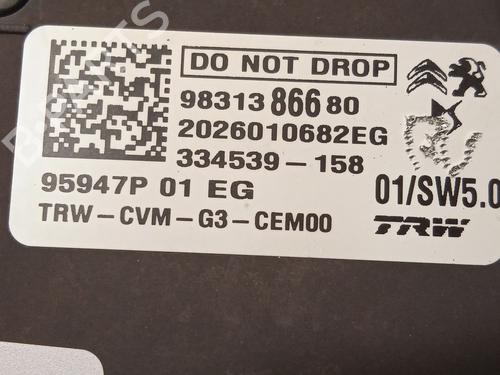 DO NOT DROP
98313 866 80
2026010682EG
334539-158
95947P 01 EG
01/SW5.0
TRW-CVM-G3-CEM00
TRW